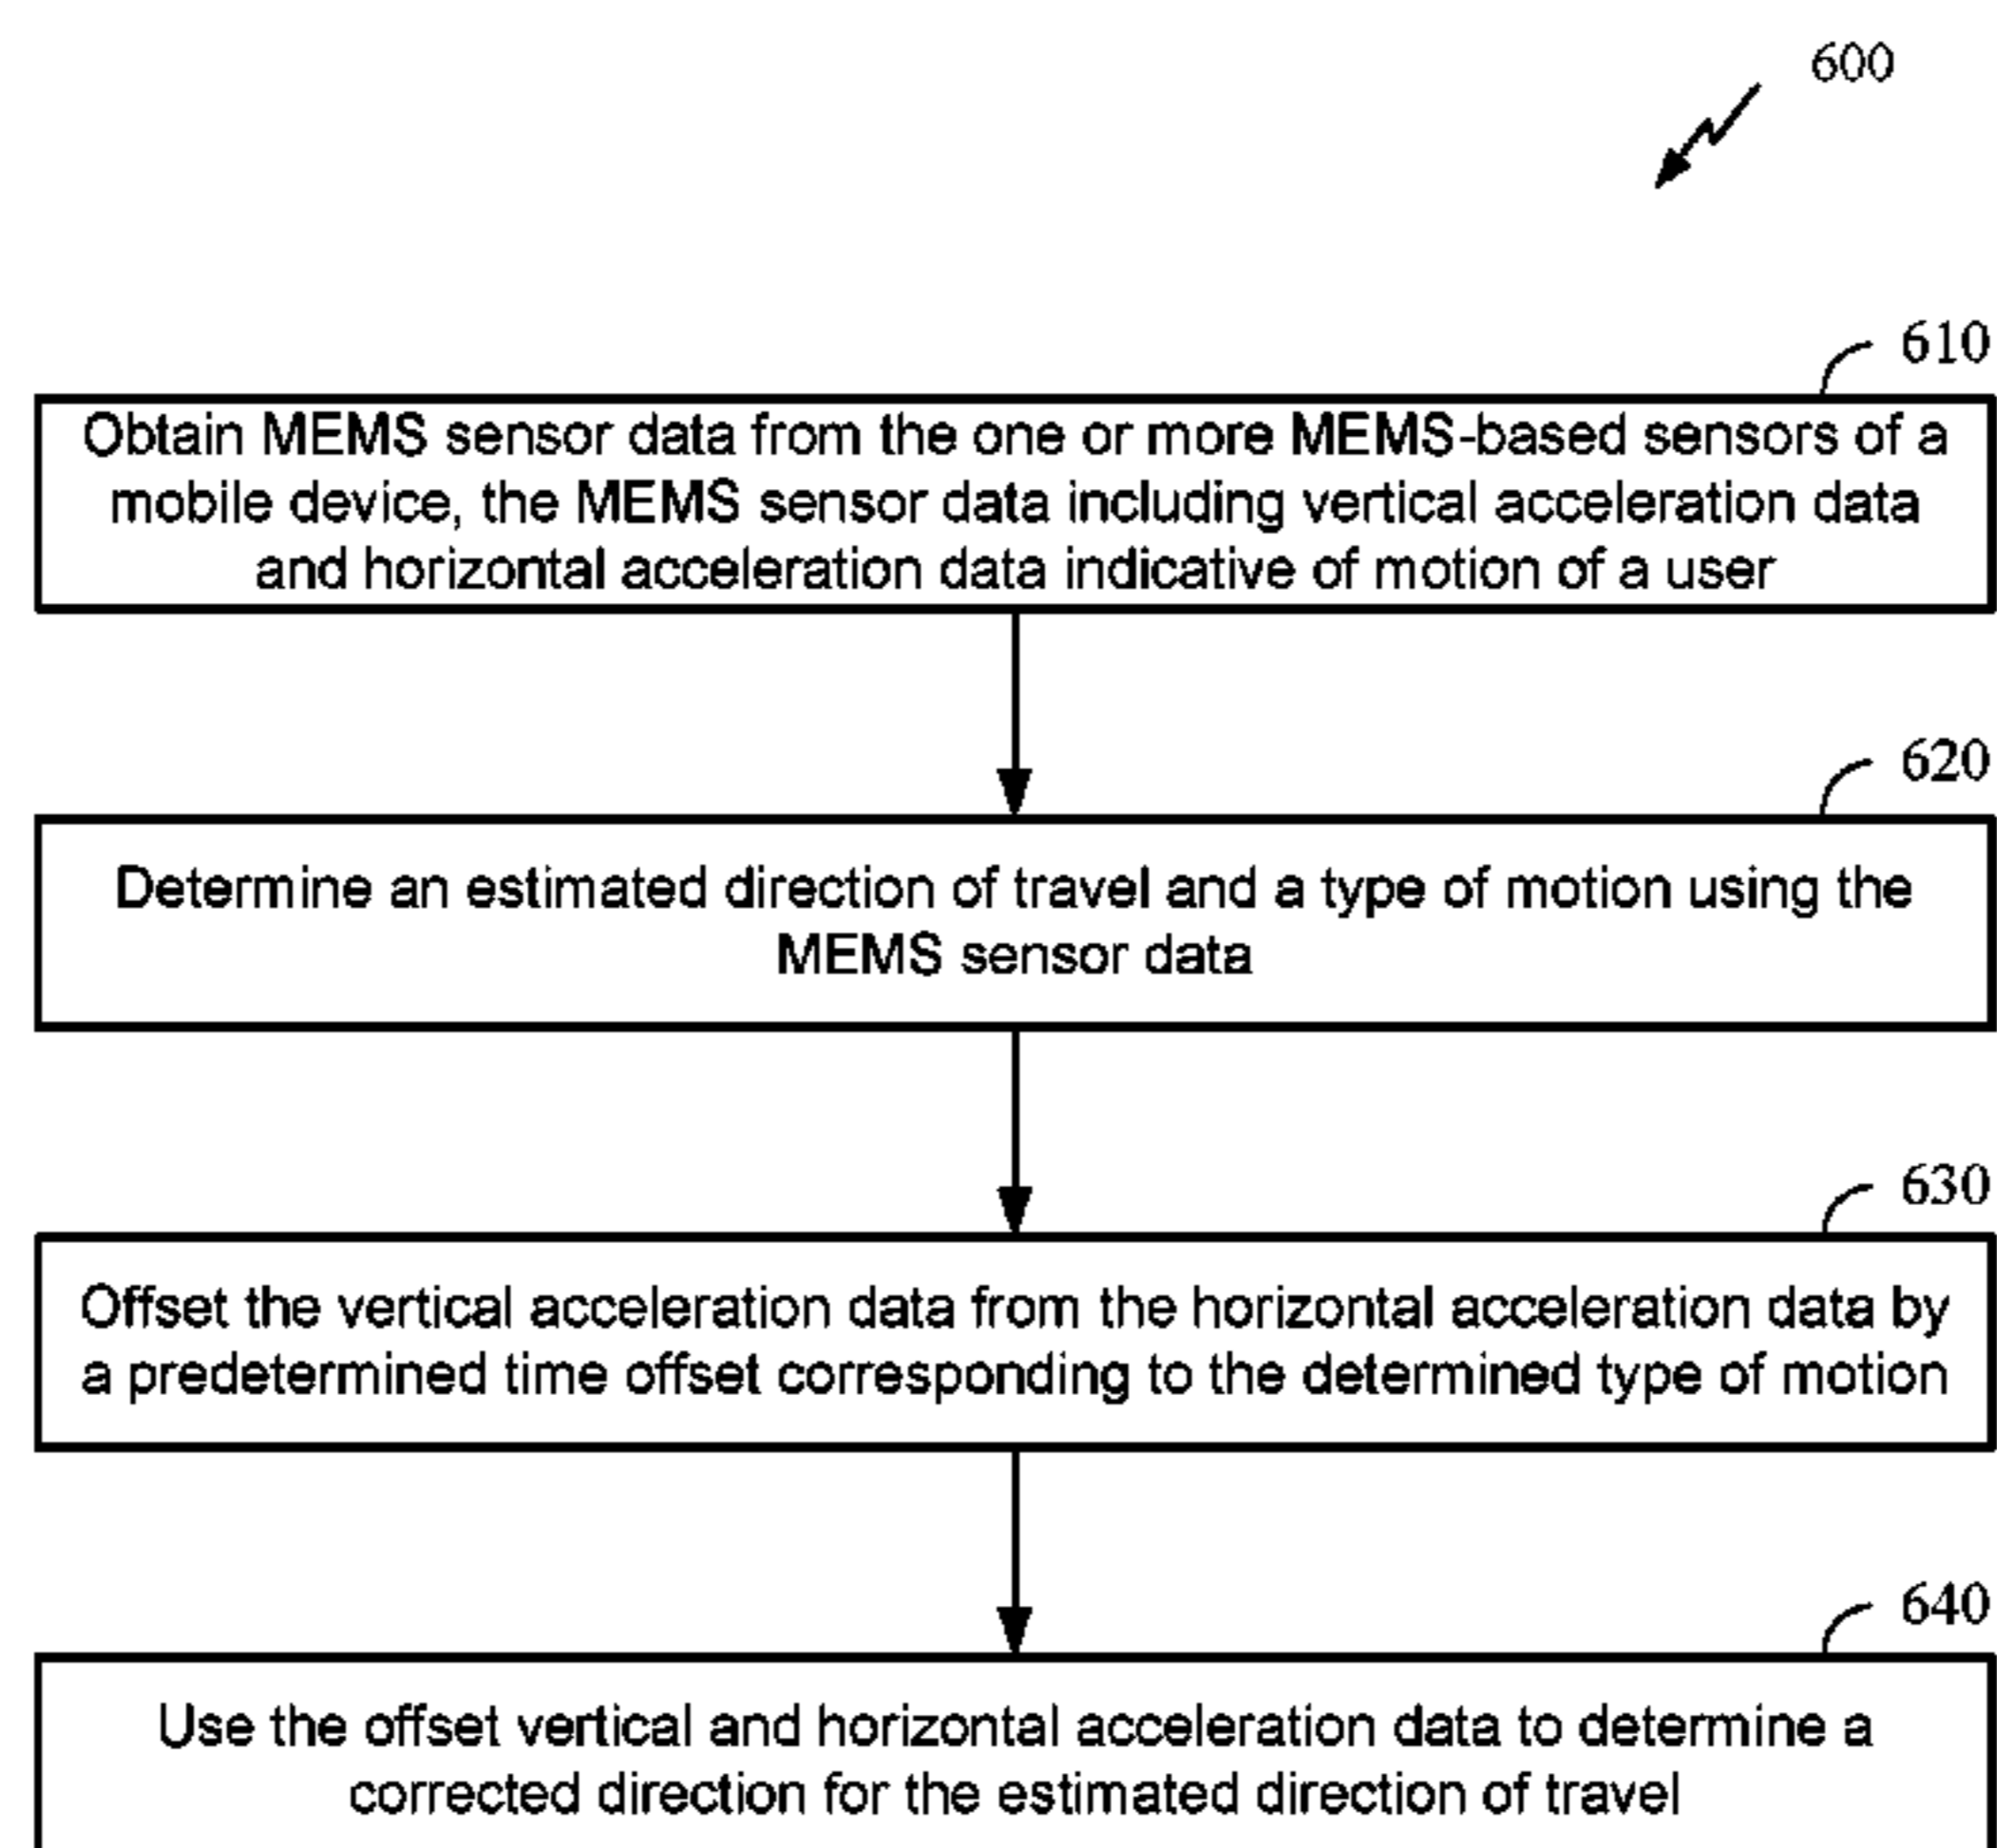 600
610
Obtain MEMS sensor data from the one or more MEMS-based sensors of a
mobile device, the MEMS sensor data including vertical acceleration data
and horizontal acceleration data indicative of motion of a user
620
Determine an estimated direction of travel and a type of motion using the
MEMS sensor data
630
Offset the vertical acceleration data from the horizontal acceleration data by
a predetermined time offset corresponding to the determined type of motion
640
Use the offset vertical and horizontal acceleration data to determine a
corrected direction for the estimated direction of travel